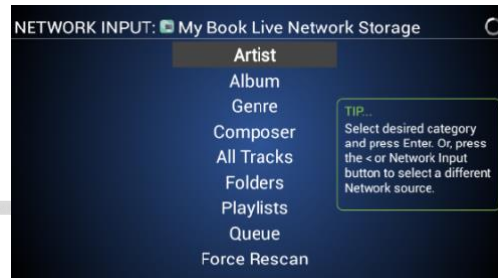 NETWORK INPUT: My Book Live Network Storage
Artist
Album
Genre
Composer
All Tracks
Folders
Playlists
Queue
Force Rescan
TIP...
Select desired category
and press Enter. Or, press
the < or Network Input
button to select a different
Network source.